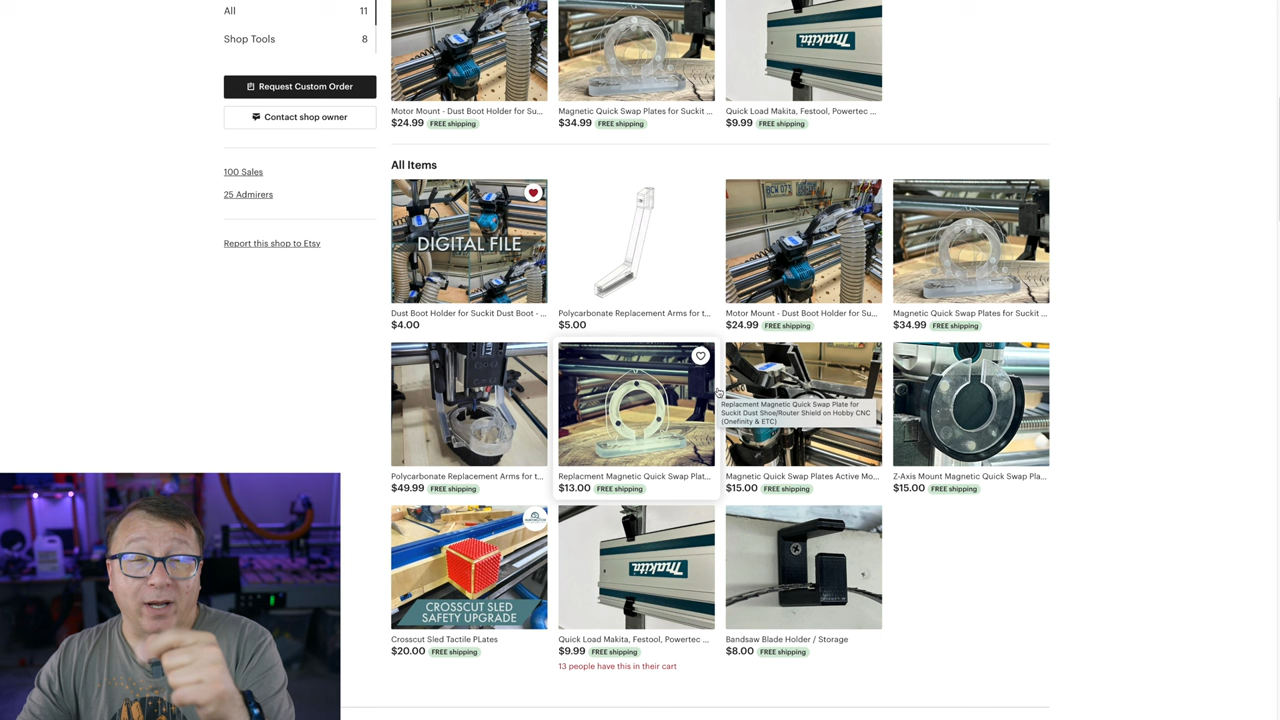 All 11
Shop Tools 8
Request Custom Order
Contact shop owner
100 Sales
25 Admirers
Report this shop to Etsy
Makita
Motor Mount - Dust Boot Holder for Su...
$24.99 FREE shipping
Magnetic Quick Swap Plates for Suckit ...
$34.99 FREE shipping
Quick Load Makita, Festool, Powertec ...
$9.99 FREE shipping
All Items
DIGITAL FILE
BCW 073
Dust Boot Holder for Suckit Dust Boot - ...
$4.00
Polycarbonate Replacement Arms for t...
$5.00
Motor Mount - Dust Boot Holder for Su...
$24.99 FREE shipping
Magnetic Quick Swap Plates for Suckit ...
$34.99 FREE shipping
Replacment Magnetic Quick Swap Plate for
Suckit Dust Shoe/Router Shield on Hobby CNC
(Onefinity & ETC)
Polycarbonate Replacement Arms for t...
$49.99 FREE shipping
Replacment Magnetic Quick Swap Plat...
$13.00 FREE shipping
Magnetic Quick Swap Plates Active Mo...
$15.00 FREE shipping
Z-Axis Mount Magnetic Quick Swap Pla...
$15.00 FREE shipping
CROSSCUT SLED
SAFETY UPGRADE
Makita
Crosscut Sled Tactile PLates
$20.00 FREE shipping
Quick Load Makita, Festool, Powertec ...
$9.99 FREE shipping
13 people have this in their cart
Bandsaw Blade Holder / Storage
$8.00 FREE shipping